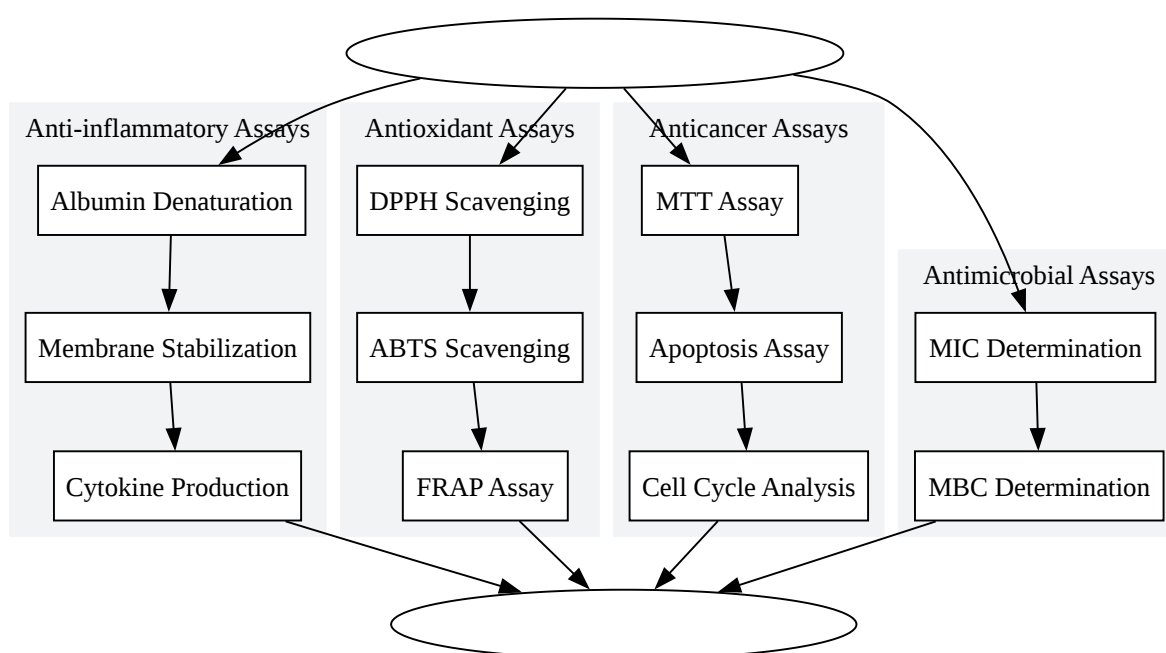 Anti-inflammatory Assays
Antioxidant Assays
Anticancer Assays
Albumin Denaturation
DPPH Scavenging
MTT Assay
Antimicrobial Assays
Membrane Stabilization
ABTS Scavenging
Apoptosis Assay
MIC Determination
Cytokine Production
FRAP Assay
Cell Cycle Analysis
MBC Determination